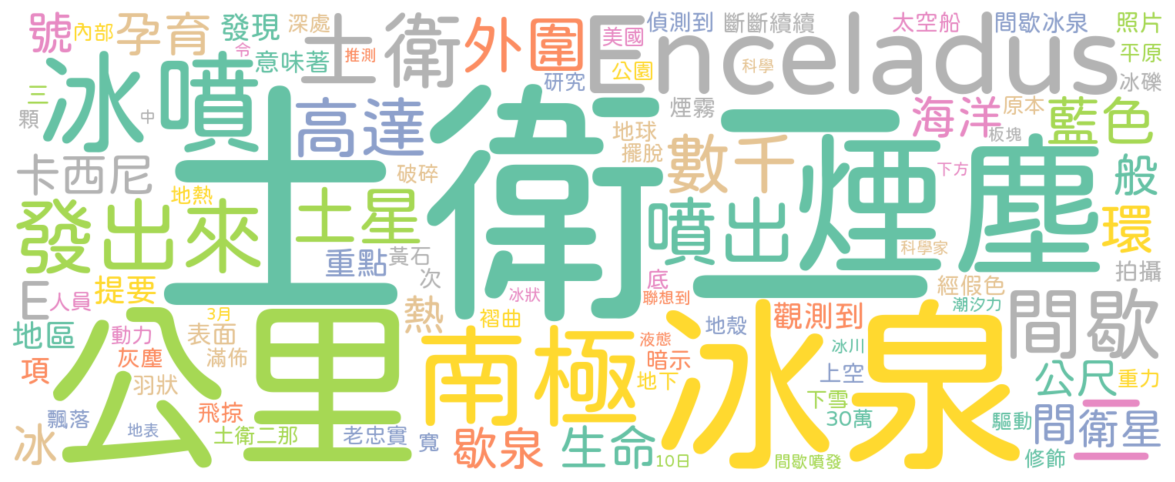 號
內部
孕育
發現
深處
令
意味著
推測
土衛
外圍
美國
公園
研究
偵測到
斷斷續續
Enceladus
太空船
科學
間歇冰泉
照片
平原
冰礫
三
顆
冰噴
中
高達
土衛二
煙霧
地球
擺脫
海洋
原本
板塊
藍色
卡西尼
地熱
破碎
數千
煙塵
下方
般
發出來
土星
噴出
科學家
環
重點
黃石
次
冰狀
底
聯想到
經假色
潮汐力
拍攝
E
人員
提要
3月
熱
褶曲
地殼
觀測到
間歇
地區
動力
表面
灰塵
滿佈
公里
南極
液態
暗示
冰泉
冰川
項
羽狀
地下
上空
公尺
重力
飄落
飛掠
地表
土衛二那
老忠實
下雪
30萬
驅動
間
衛星
冰
寬
歇泉
生命
10日
間歇噴發
修飾